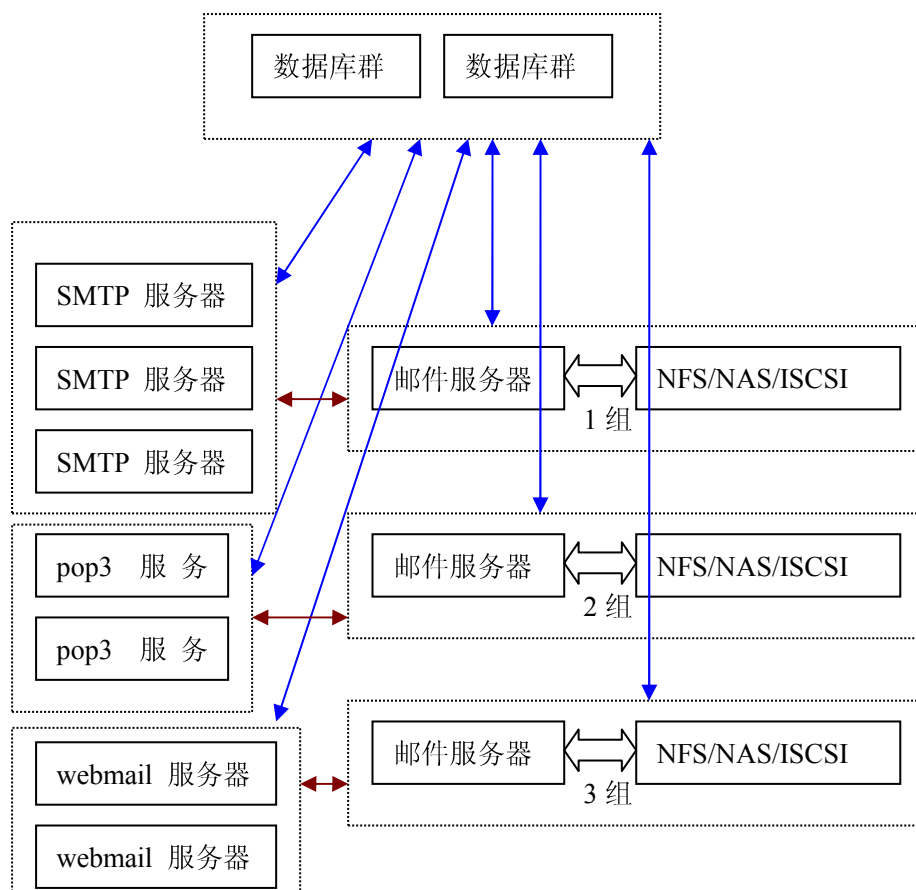 数据库群
数据库群
SMTP 服务器
SMTP 服务器
SMTP 服务器
邮件服务器
NFS/NAS/ISCSI
1 组
pop3 服 务
pop3 服 务
邮件服务器
NFS/NAS/ISCSI
2 组
webmail 服务器
webmail 服务器
邮件服务器
NFS/NAS/ISCSI
3 组